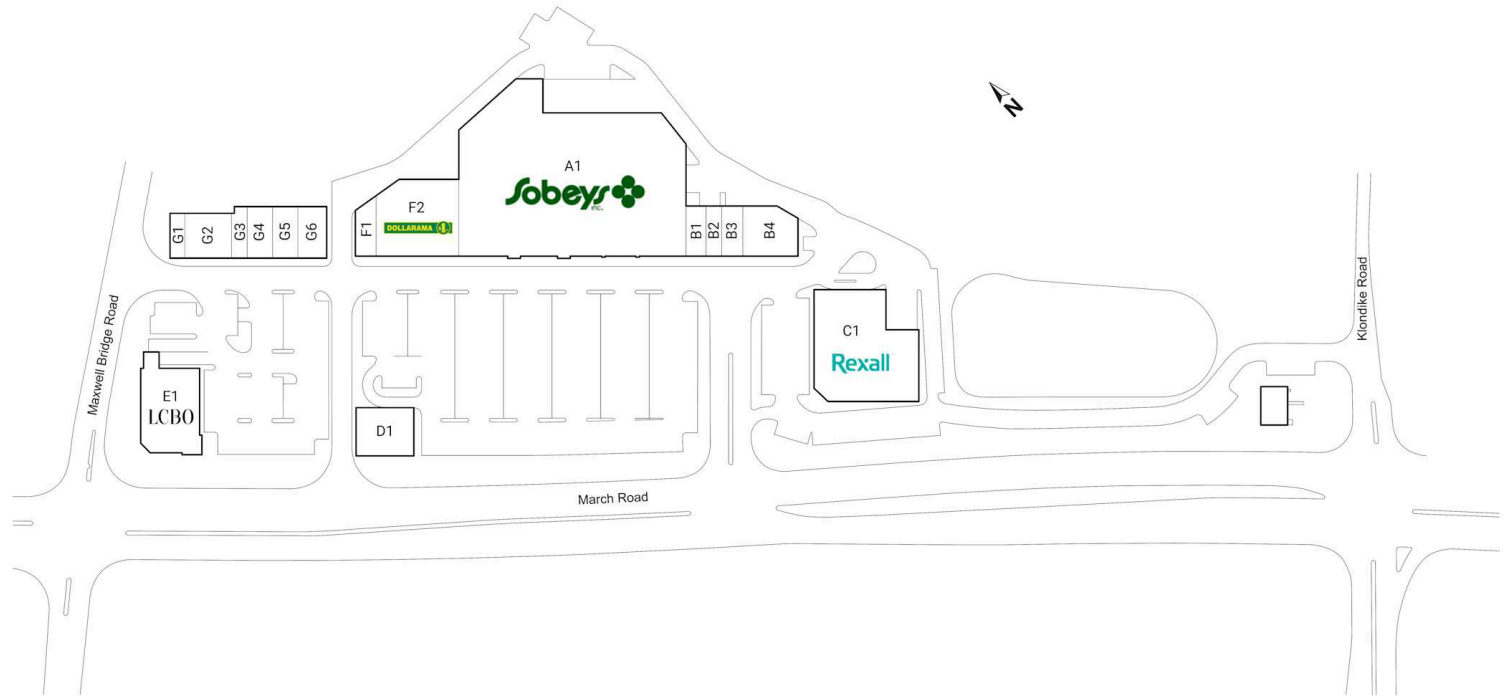 N
A1
Sobeys
INC.
F2
DOLLARAMA
F1
G1
G2
G3
G4
G5
G6
B1
B2
B3
B4
Maxwell Bridge Road
Klondike Road
C1
Rexall
E1
LCBO
D1
March Road